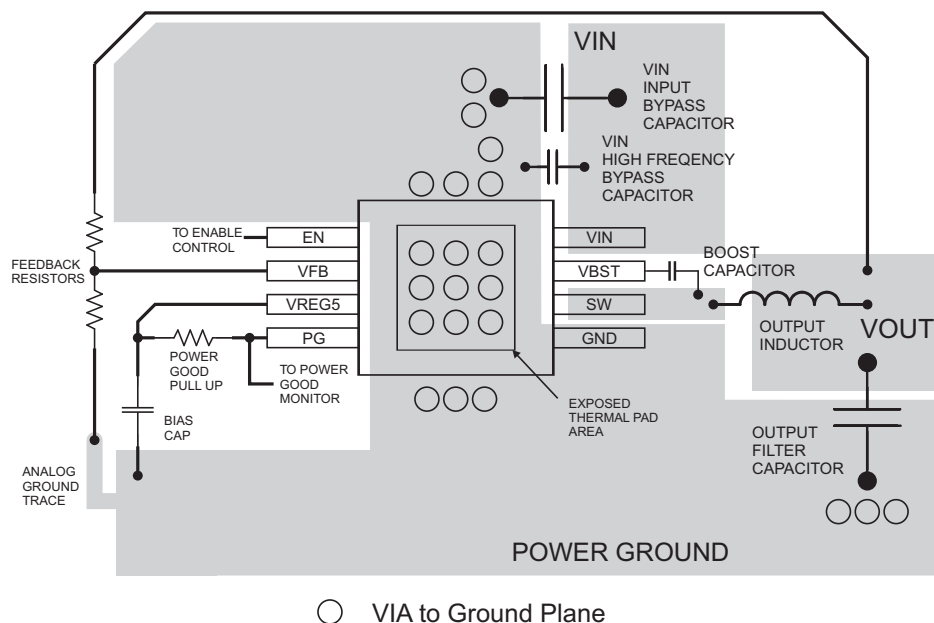 VIN
VIN
INPUT
BYPASS
CAPACITOR
VIN
HIGH FREQENCY
BYPASS
CAPACITOR
TO ENABLE
CONTROL
EN
VIN
FEEDBACK
RESISTORS
VFB
VBST
BOOST
CAPACITOR
VREG5
SW
PG
GND
OUTPUT
INDUCTOR
VOUT
POWER
GOOD
PULL UP
TO POWER
GOOD
MONITOR
BIAS
CAP
EXPOSED
THERMAL PAD
AREA
OUTPUT
FILTER
CAPACITOR
ANALOG
GROUND
TRACE
POWER GROUND
VIA to Ground Plane